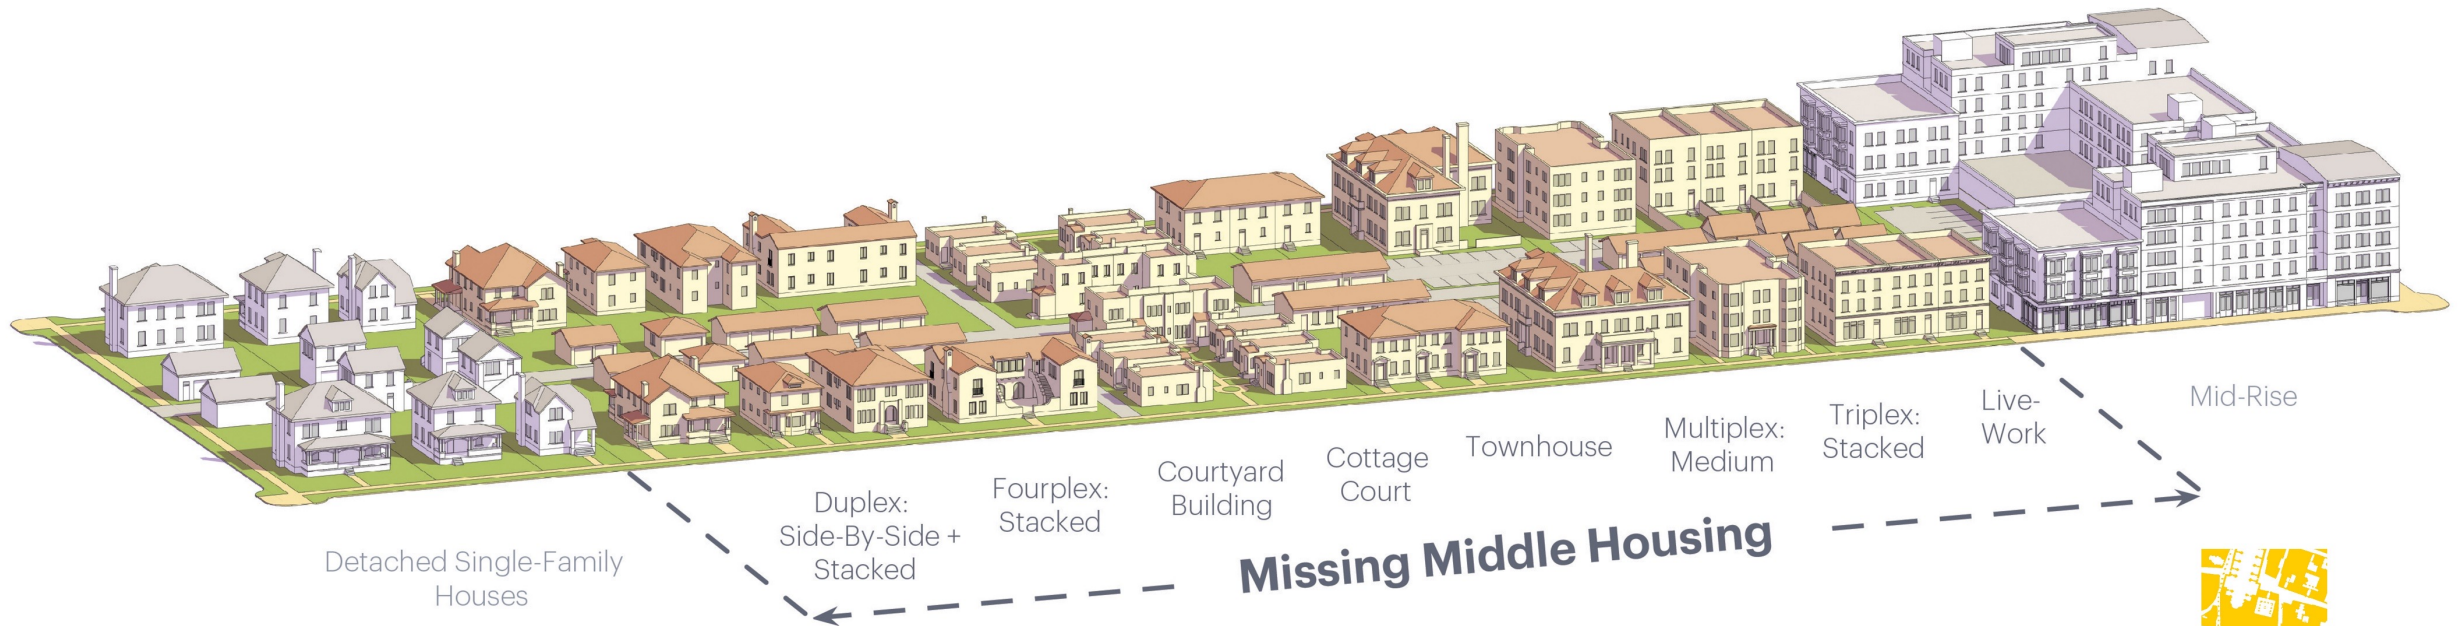 Detached Single-Family
Houses
Duplex:
Side-By-Side +
Stacked
Fourplex:
Stacked
Courtyard
Building
Cottage
Court
Townhouse
Multiplex:
Medium
Triplex:
Stacked
Live-
Work
Mid-Rise
Missing Middle Housing